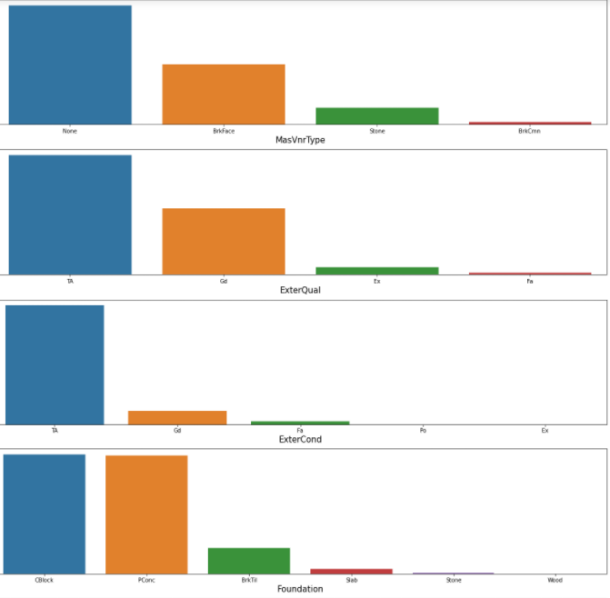 None BrkFace Stone BrkCmn
MasVnrType
TA Gd Ex Fa
ExterQual
TA Gd Fa Po Ex
ExterCond
CBlock PConc BrkTil Slab Stone Wood
Foundation